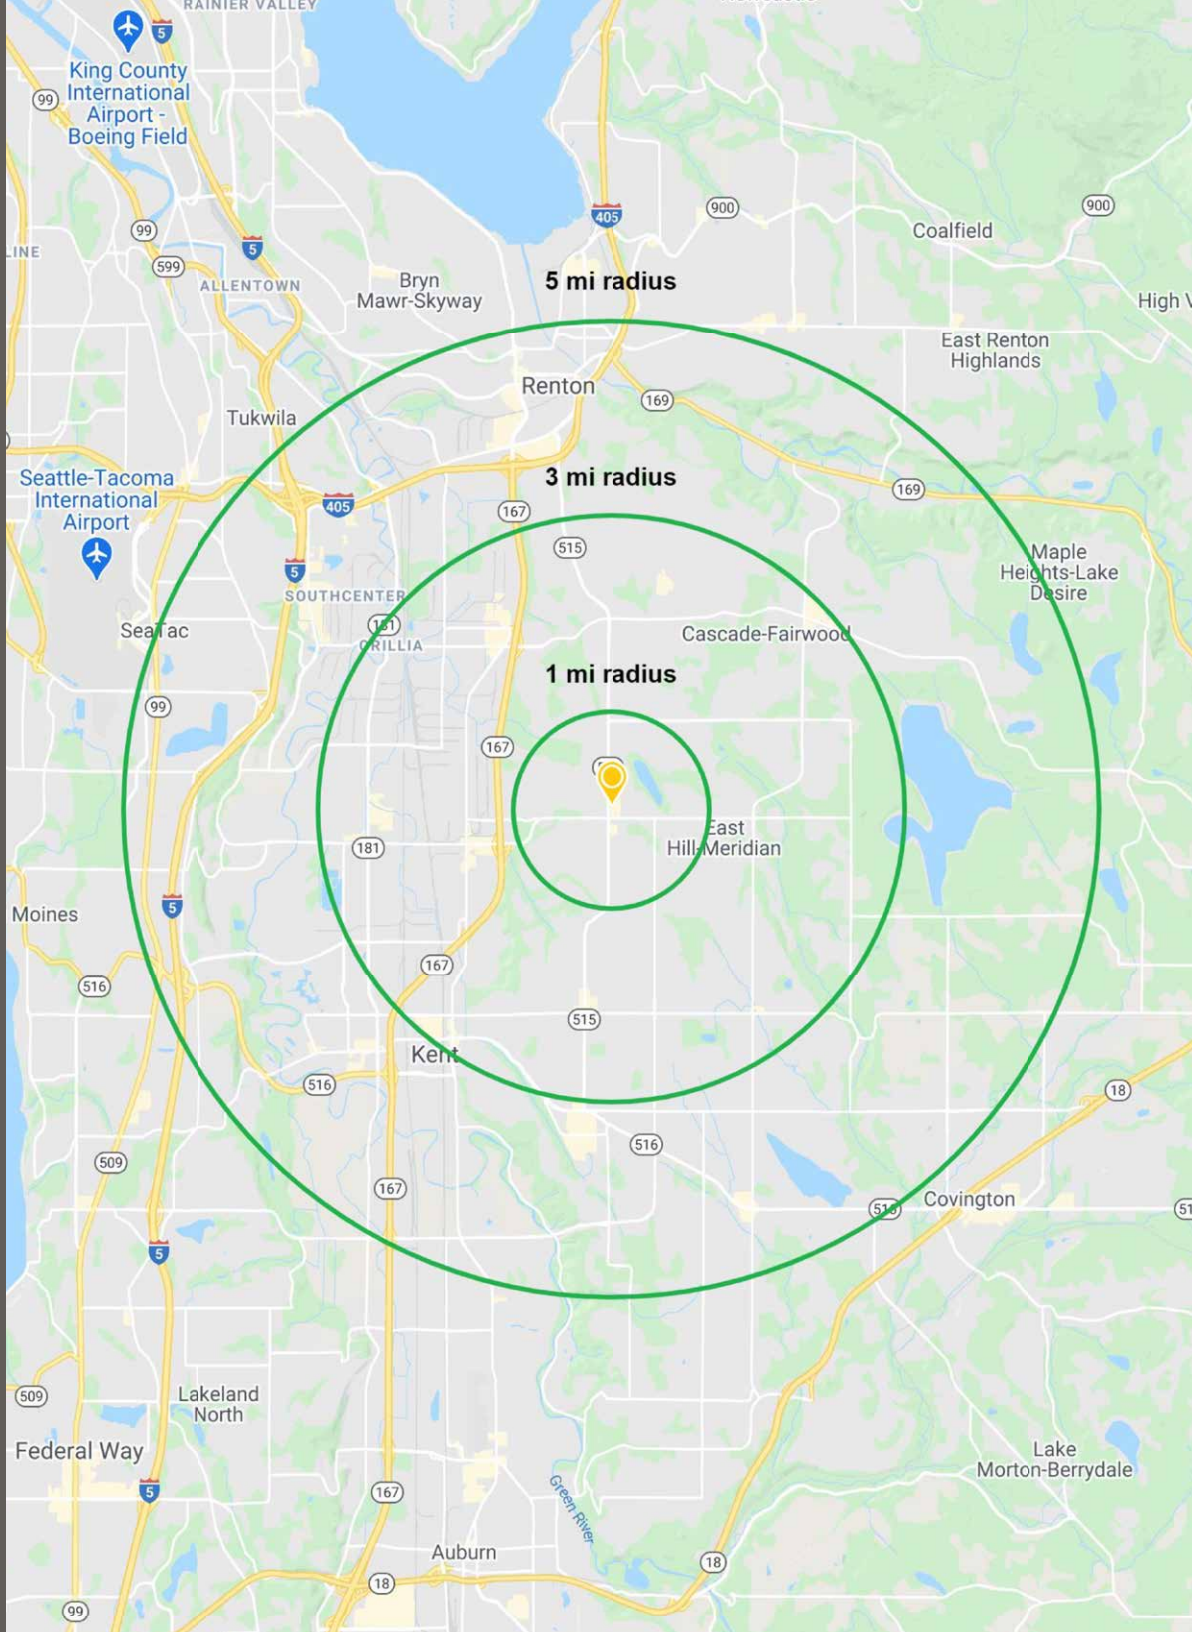 RAINIER VALLEY
5
King County
International
Airport -
Boeing Field
99
405
900
900
99
5
Coalfield
599
ALLENTOWN
Bryn
Mawr-Skyway
5 mi radius
East Renton
Highlands
Renton
169
Tukwila
3 mi radius
Seattle-Tacoma
International
Airport
169
405
167
515
5
Maple
Heights-Lake
Desire
SOUTHCENTER
181
SeaTac
ORILLIA
Cascade-Fairwood
1 mi radius
99
167
East
Hill-Meridian
181
5
Moines
167
516
515
Kent
516
18
516
509
167
Covington
516
5
509
Lakeland
North
Federal Way
Lake
Morton-Berrydale
5
167
Green River
Auburn
18
18
99